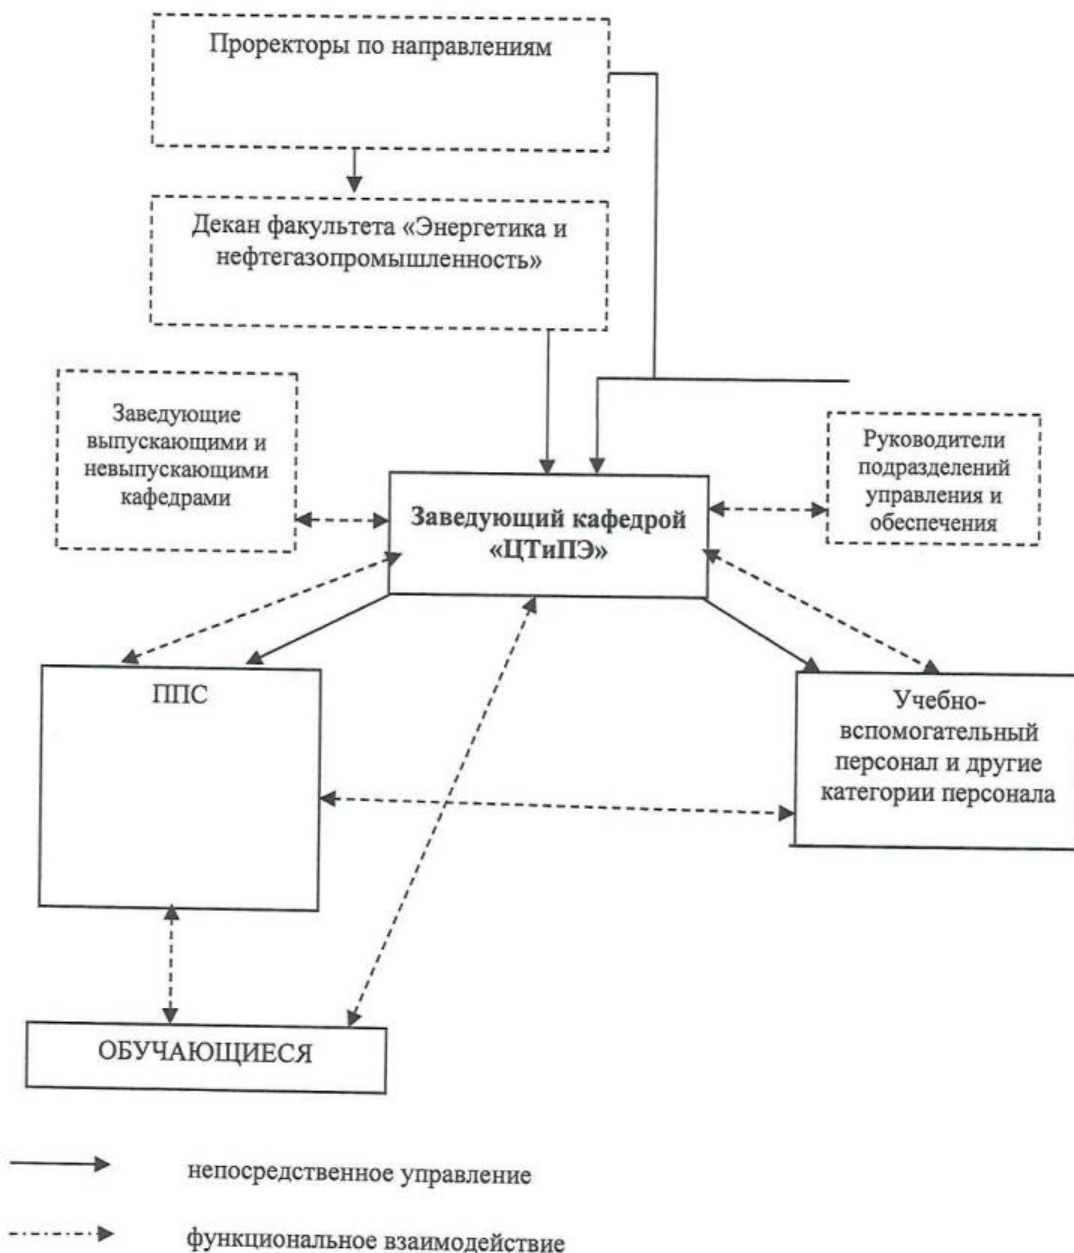 Проректоры по направлениям
Декан факультета «Энергетика и
нефтегазопромышленность»
Заведующие
выпускающими и
невыпускающими
кафедрами
Руководители
подразделений
управления и
обеспечения
Заведующий кафедрой
«ЦТиПЭ»
ППС
Учебно-
вспомогательный
персонал и другие
категории персонала
ОБУЧАЮЩИЕСЯ
непосредственное управление
функциональное взаимодействие